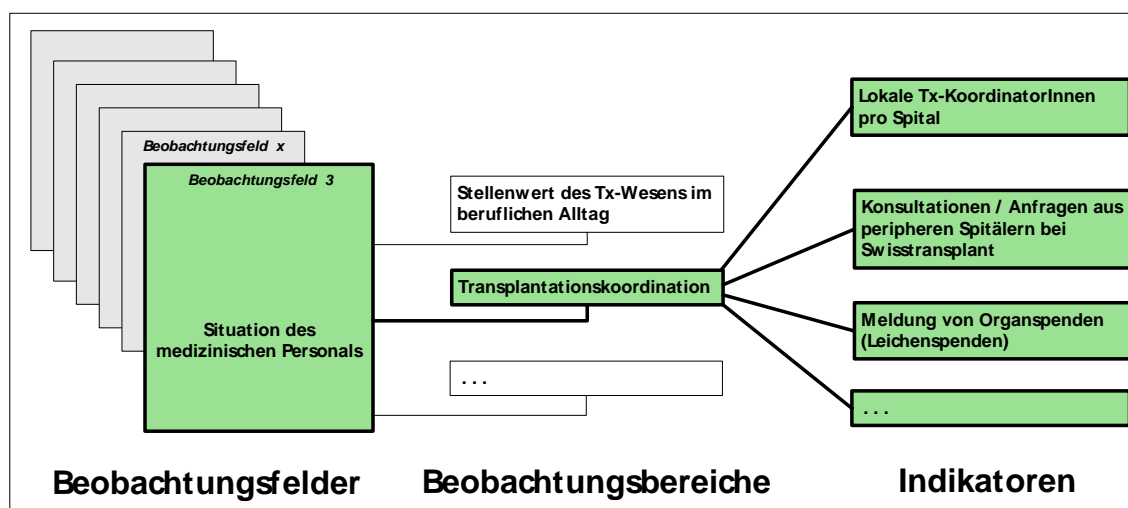 Beobachtungsfeld x
Beobachtungsfeld 3
Situation des
medizinischen Personals
Stellenwert des Tx-Wesens im
beruflichen Alltag
Transplantationskoordination
. . .
Lokale Tx-KoordinatorInnen
pro Spital
Konsultationen / Anfragen aus
peripheren Spitälern bei
Swisstransplant
Meldung von Organspenden
(Leichenspenden)
. . .
Beobachtungsfelder
Beobachtungsbereiche
Indikatoren